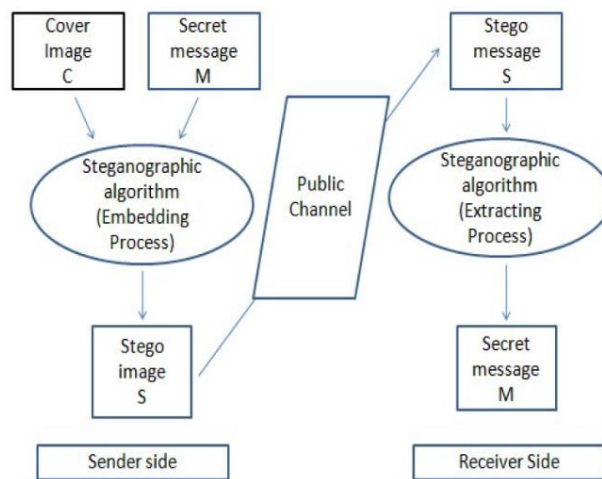 Cover
Image
C
Secret
message
M
Steganographic
algorithm
(Embedding
Process)
Stego
image
S
Sender side
Public
Channel
Stego
message
S
Steganographic
algorithm
(Extracting
Process)
Secret
message
M
Receiver Side